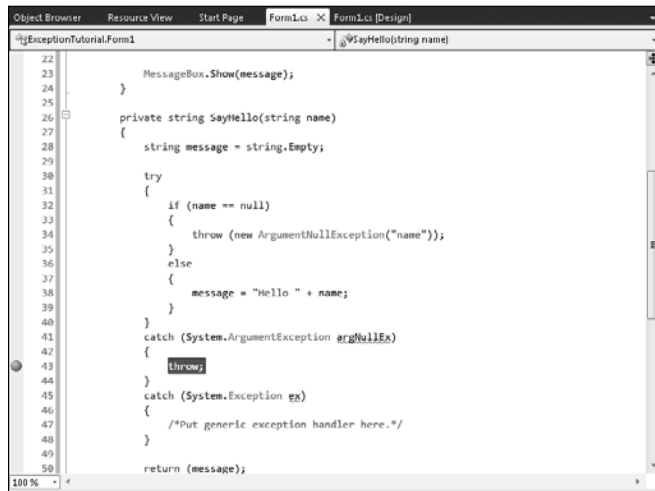 Object Browser Resource View Start Page Form1.cs × Form1.cs [Design]
ExceptionTutorial.Form1 SayHello(string name)
22
23 MessageBox.Show(message);
24 }
25
26 private string SayHello(string name)
27 {
28 string message = string.Empty;
29
30 try
31 {
32 if (name == null)
33 {
34 throw (new ArgumentNullException("name"));
35 }
36 else
37 {
38 message = "Hello " + name;
39 }
40 }
41 catch (System.ArgumentException argNullEx)
42 {
43 throw;
44 }
45 catch (System.Exception ex)
46 {
47 /*Put generic exception handler here.*/
48 }
49
50 return (message);
100 %